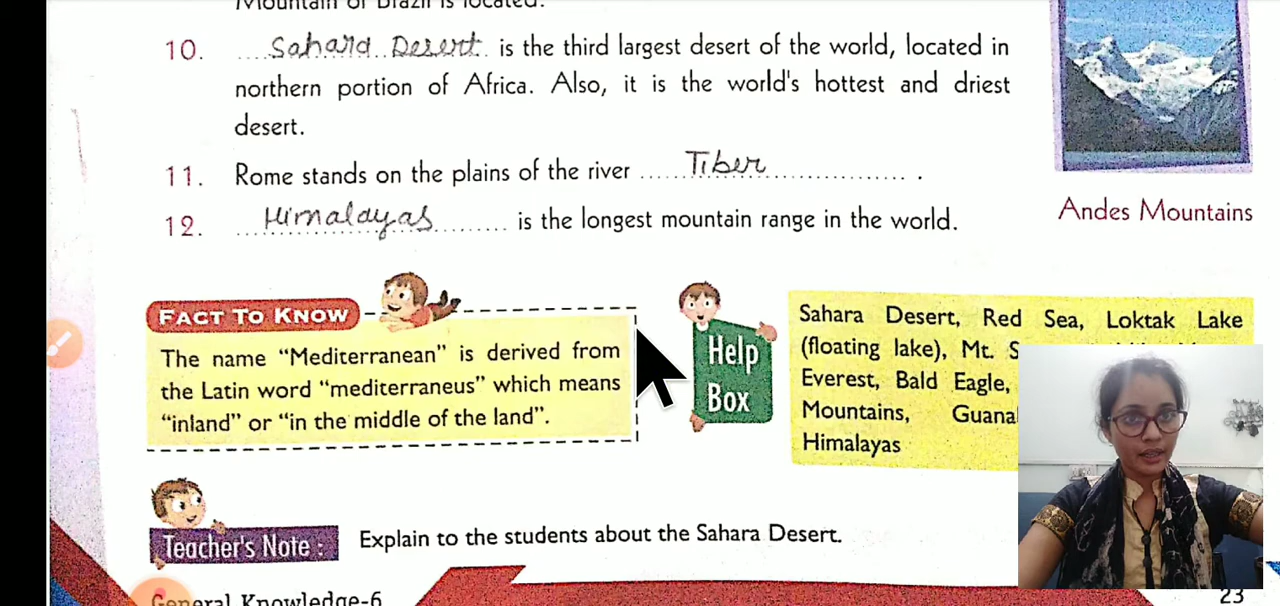 Mountain of Brazil is located.
10. Sahara Desert is the third largest desert of the world, located in
northern portion of Africa. Also, it is the world's hottest and driest
desert.
11. Rome stands on the plains of the river Tiber .
12. Himalayas is the longest mountain range in the world.
Andes Mountains
FACT TO KNOW
The name "Mediterranean" is derived from
the Latin word "mediterraneus" which means
"inland" or "in the middle of the land".
Help
Box
Sahara Desert, Red Sea, Loktak Lake
(floating lake), Mt.
Everest, Bald Eagle,
Mountains,
Himalayas
Teacher's Note : Explain to the students about the Sahara Desert.
General Knowledge-6
23